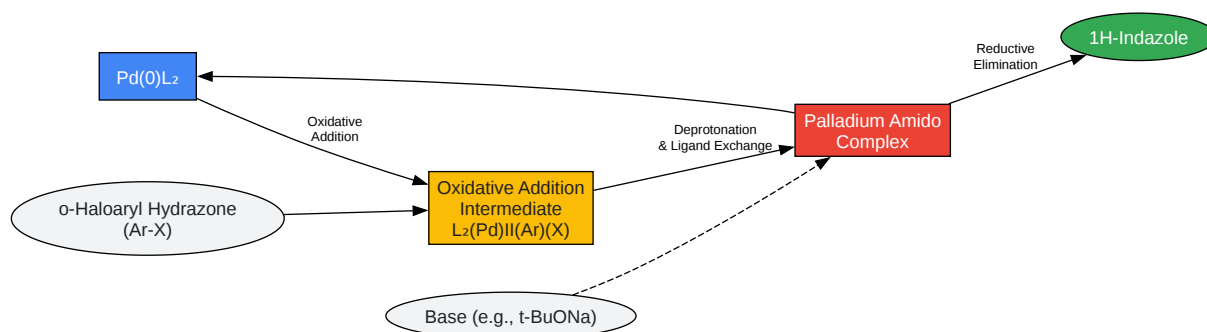 1H-Indazole
Reductive
Elimination
Pd(0)L₂
Oxidative
Addition
Palladium Amido
Complex
Deprotonation
& Ligand Exchange
Oxidative Addition
Intermediate
L₂(Pd)II(Ar)(X)
o-Haloaryl Hydrazone
(Ar-X)
Base (e.g., t-BuONa)